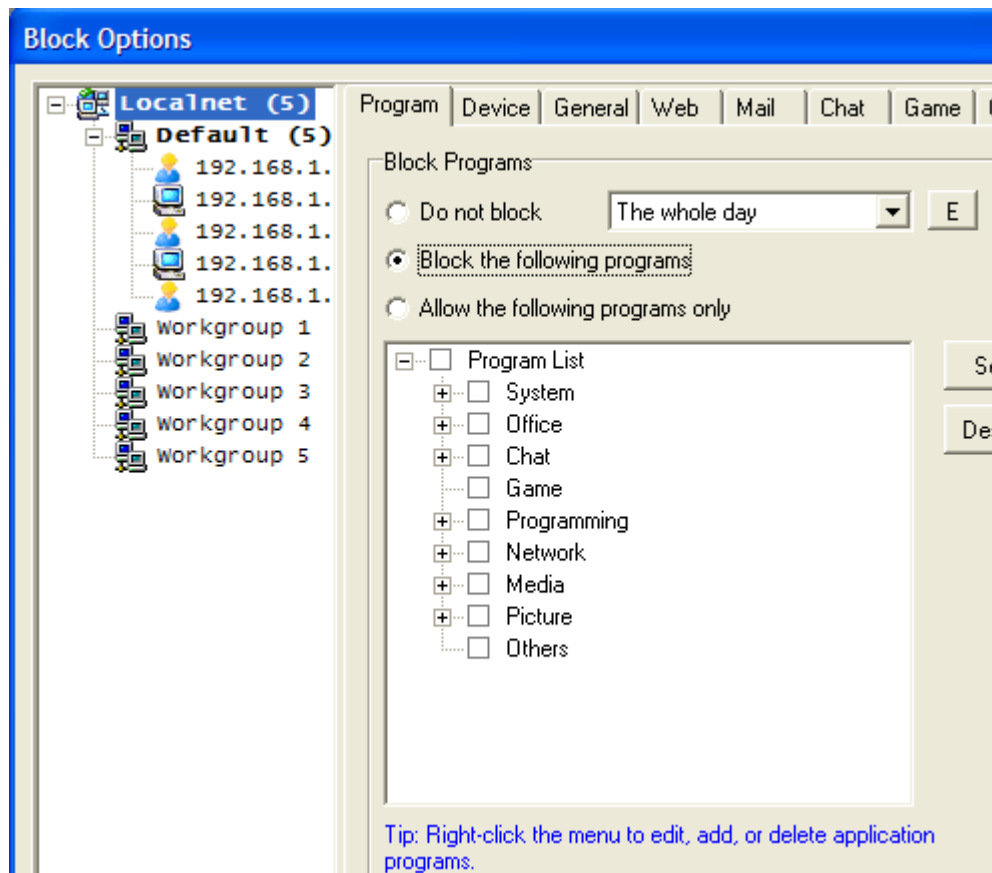 Block Options
Localnet (5)
Default (5)
192.168.1.
192.168.1.
192.168.1.
192.168.1.
192.168.1.
Workgroup 1
Workgroup 2
Workgroup 3
Workgroup 4
Workgroup 5
Program Device General Web Mail Chat Game
Block Programs
Do not block The whole day E
Block the following programs
Allow the following programs only
Program List
System
Office
Chat
Game
Programming
Network
Media
Picture
Others
Tip: Right-click the menu to edit, add, or delete application
programs.